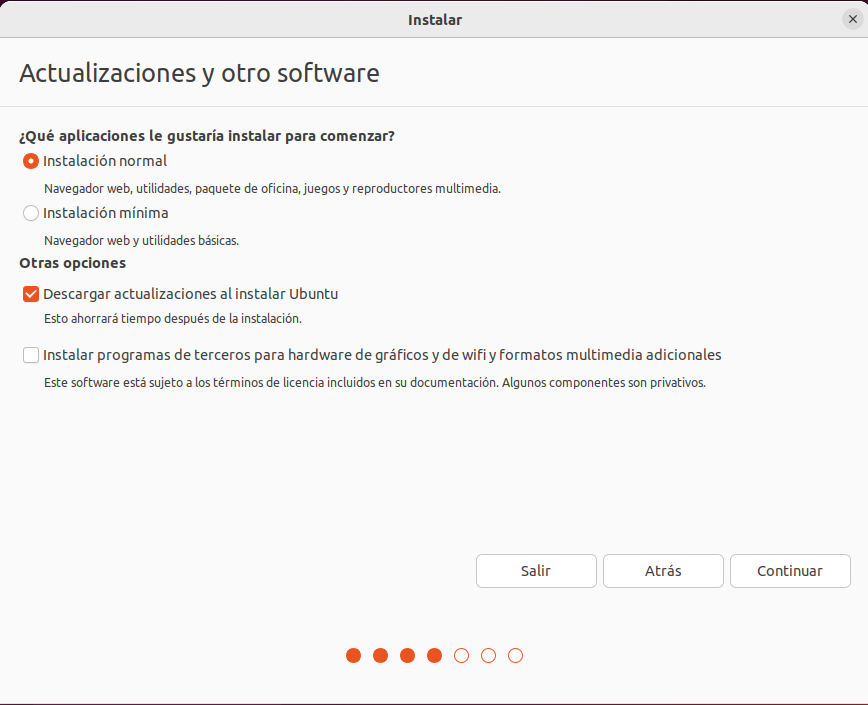 Instalar
Actualizaciones y otro software
¿Qué aplicaciones le gustaría instalar para comenzar?
Instalación normal
Navegador web, utilidades, paquete de oficina, juegos y reproductores multimedia.
Instalación mínima
Navegador web y utilidades básicas.
Otras opciones
Descargar actualizaciones al instalar Ubuntu
Esto ahorrará tiempo después de la instalación.
Instalar programas de terceros para hardware de gráficos y de wifi y formatos multimedia adicionales
Este software está sujeto a los términos de licencia incluidos en su documentación. Algunos componentes son privativos.
Salir
Atrás
Continuar